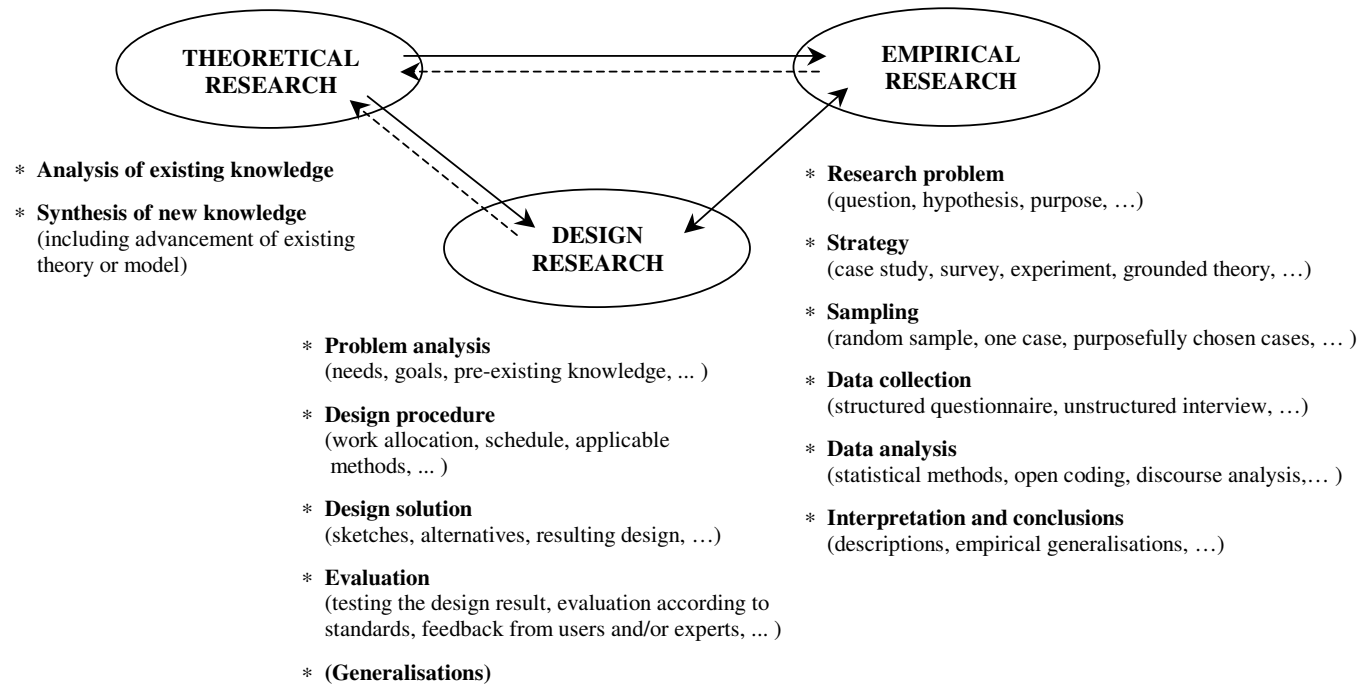 THEORETICAL
RESEARCH
EMPIRICAL
RESEARCH
DESIGN
RESEARCH
* Analysis of existing knowledge
* Synthesis of new knowledge
(including advancement of existing
theory or model)
* Problem analysis
(needs, goals, pre-existing knowledge, ... )
* Design procedure
(work allocation, schedule, applicable
methods, ... )
* Design solution
(sketches, alternatives, resulting design, …)
* Evaluation
(testing the design result, evaluation according to
standards, feedback from users and/or experts, ... )
* (Generalisations)
* Research problem
(question, hypothesis, purpose, …)
* Strategy
(case study, survey, experiment, grounded theory, …)
* Sampling
(random sample, one case, purposefully chosen cases, … )
* Data collection
(structured questionnaire, unstructured interview, …)
* Data analysis
(statistical methods, open coding, discourse analysis,… )
* Interpretation and conclusions
(descriptions, empirical generalisations, …)